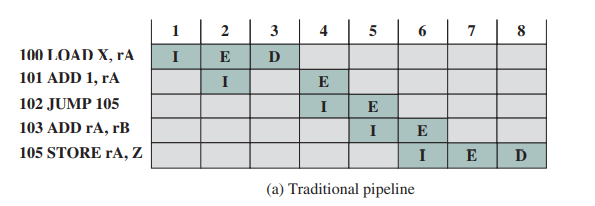 1 2 3 4 5 6 7 8
100 LOAD X, rA I E D
101 ADD 1, rA I E
102 JUMP 105 I E
103 ADD rA, rB I E
105 STORE rA, Z I E D
(a) Traditional pipeline